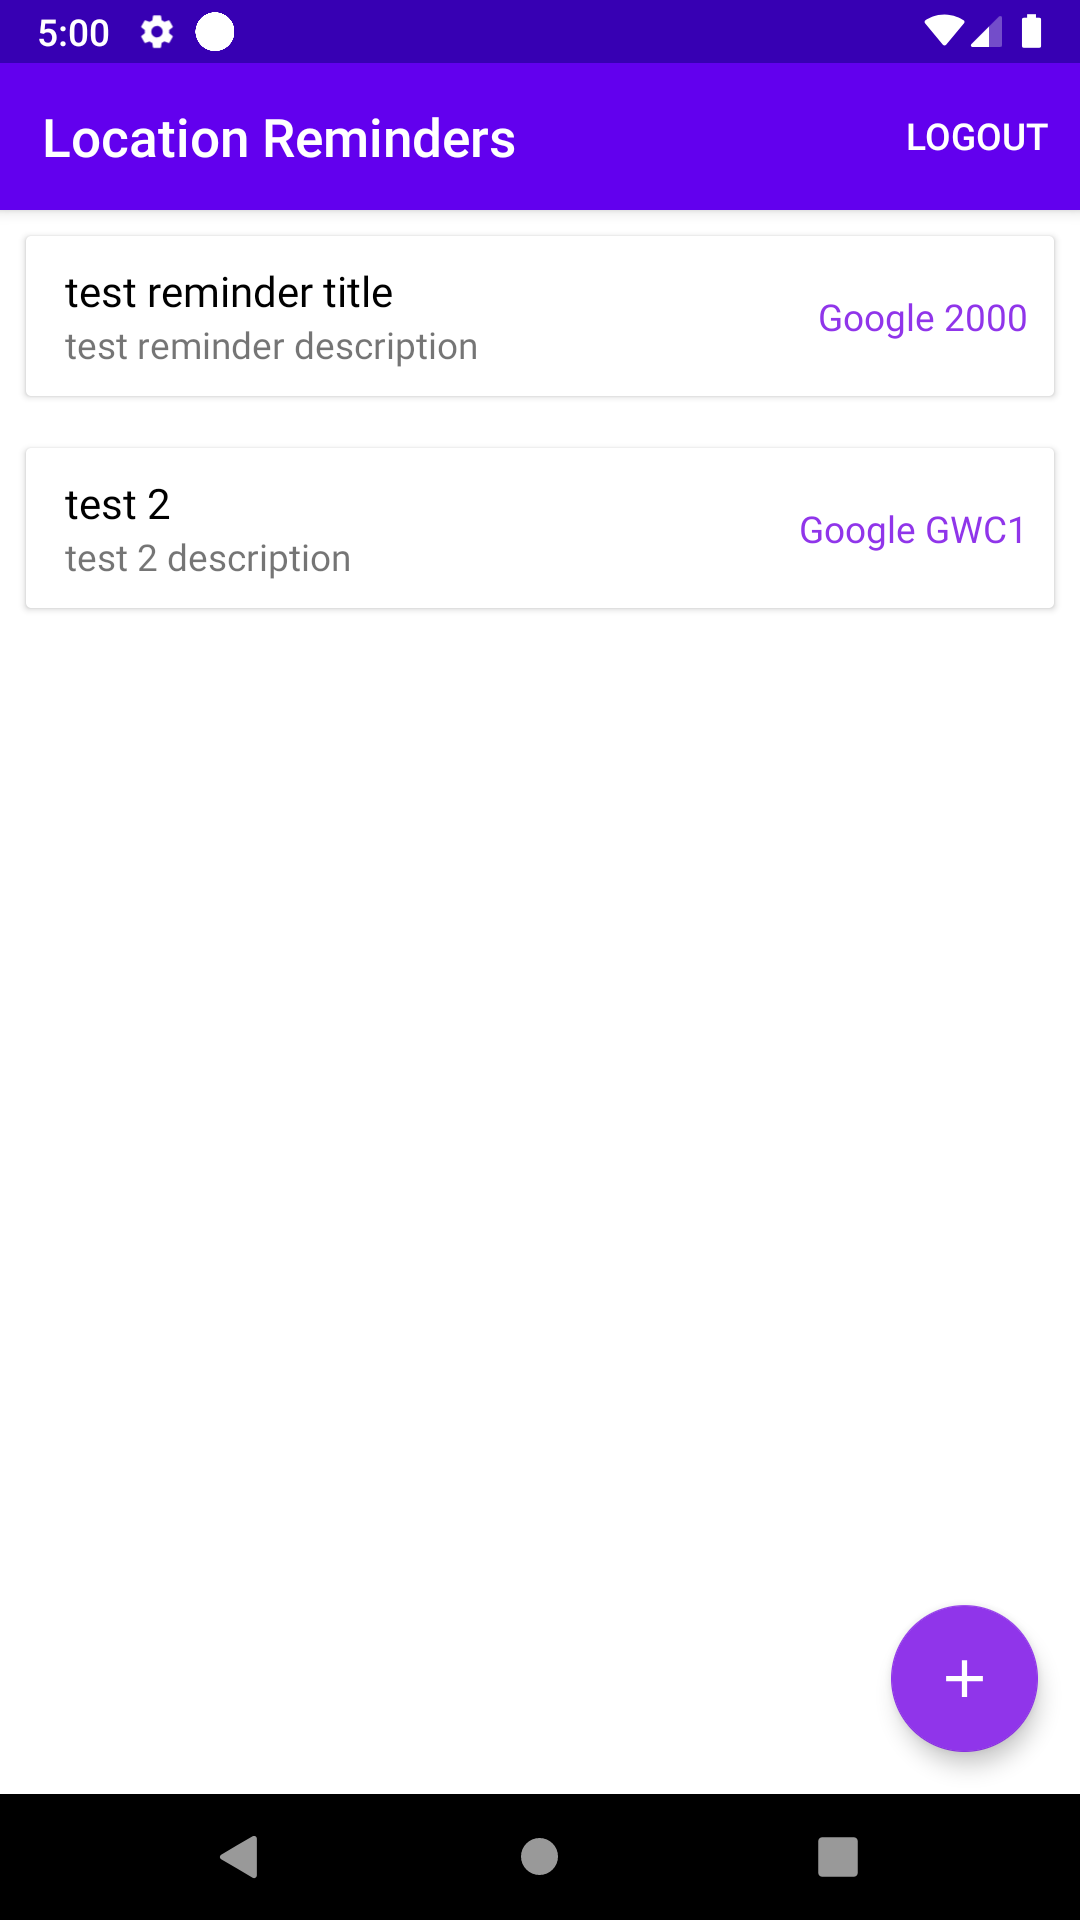 5:00
Location Reminders
LOGOUT
test reminder title
test reminder description
Google 2000
test 2
test 2 description
Google GWC1